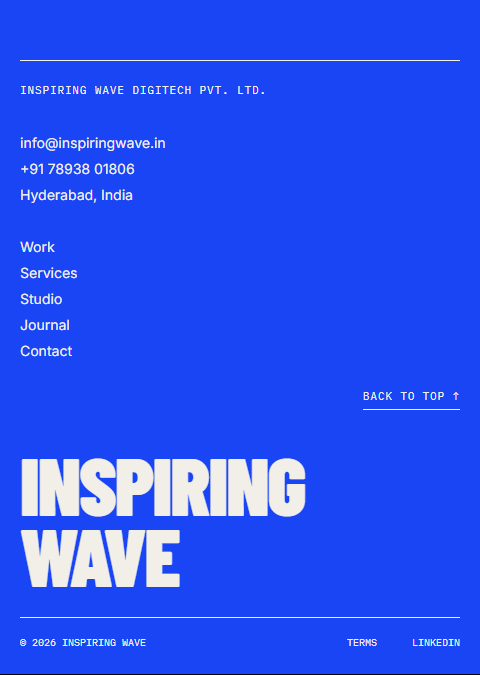 INSPIRING WAVE DIGITECH PVT. LTD.
info@inspiringwave.in
+91 78938 01806
Hyderabad, India
Work
Services
Studio
Journal
Contact
BACK TO TOP ↑
INSPIRING
WAVE
© 2026 INSPIRING WAVE
TERMS
LINKEDIN